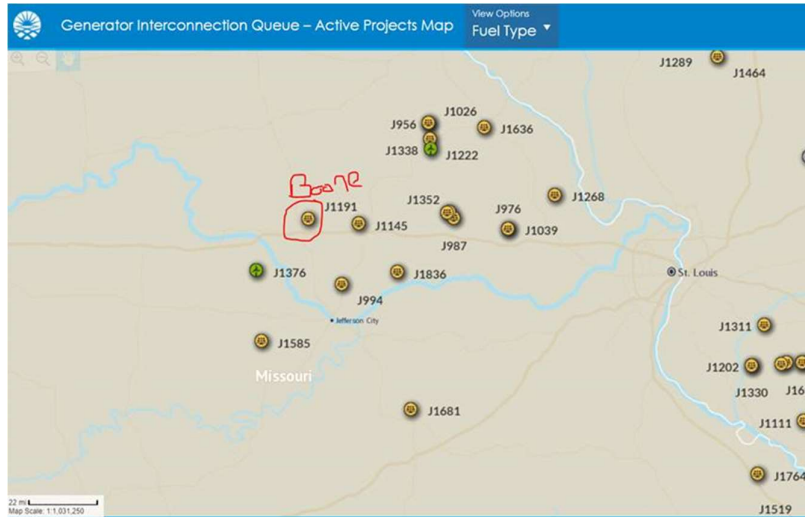 Generator Interconnection Queue – Active Projects Map
View Options
Fuel Type
J1289
J1464
J1026
J956
J1636
J1338
J1222
Boone
J1191
J1145
J1352
J987
J976
J1039
J1268
J1376
J994
J1836
St. Louis
Jefferson City
J1585
Missouri
J1681
J1311
J1202
J1330
J16
J1111
J1764
J1519
22 mi
Map Scale: 1:1,031,250